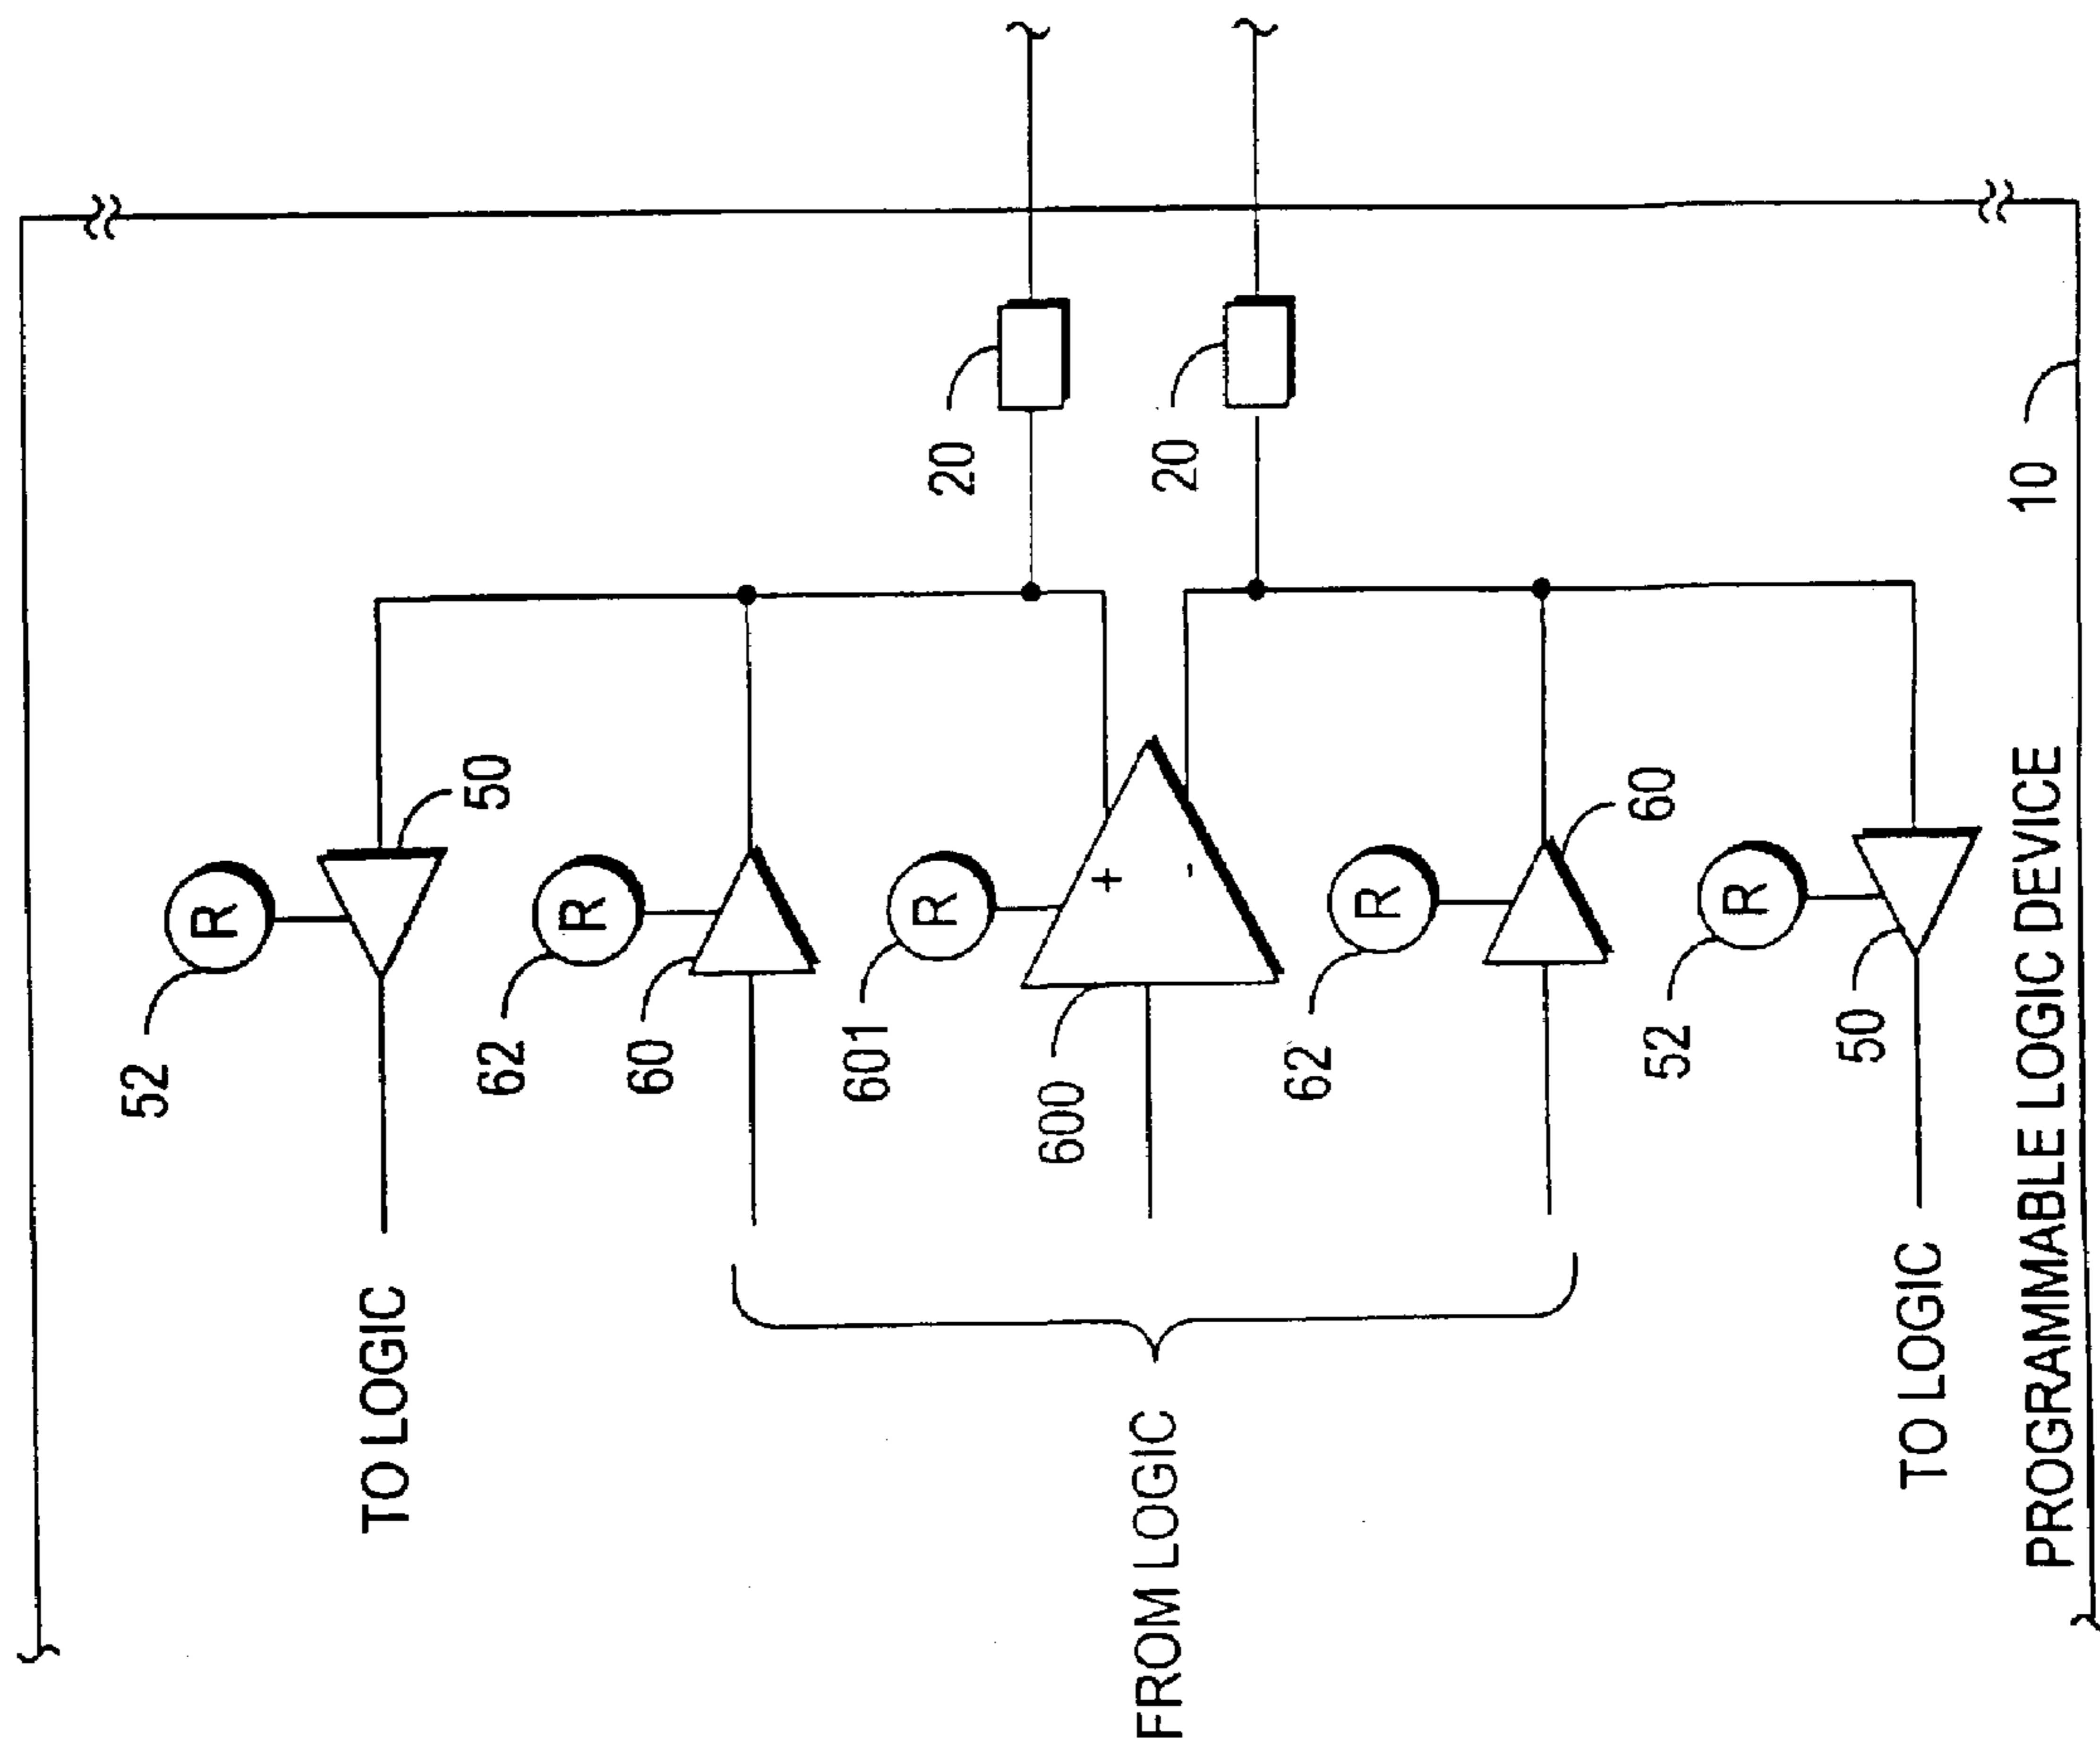 52
R
50
TO LOGIC
62
R
60
601
R
600
+
-
FROM LOGIC
20
20
62
R
60
52
R
50
TO LOGIC
PROGRAMMABLE LOGIC DEVICE
10